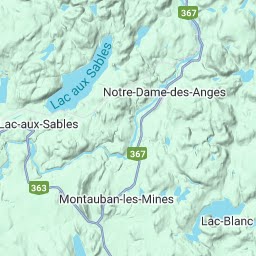 367
Lac aux Sables
Notre-Dame-des-Anges
Lac-aux-Sables
367
363
Montauban-les-Mines
Lac-Blanc